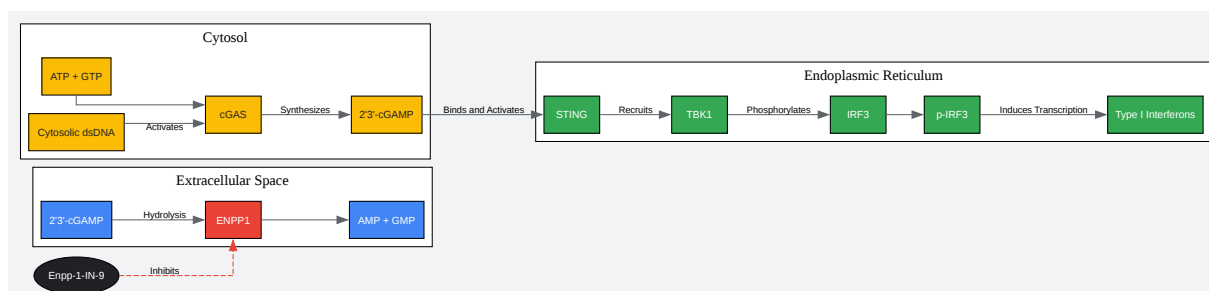 Cytosol
ATP + GTP
Cytosolic dsDNA
Activates
cGAS
Synthesizes
2'3'-cGAMP
Binds and Activates
Endoplasmic Reticulum
STING
Recruits
TBK1
Phosphorylates
IRF3
p-IRF3
Induces Transcription
Type I Interferons
Extracellular Space
2'3'-cGAMP
Hydrolysis
ENPP1
AMP + GMP
Enpp-1-IN-9
Inhibits